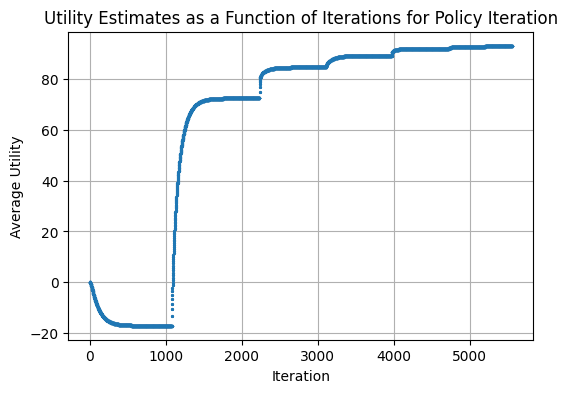 Utility Estimates as a Function of Iterations for Policy Iteration
80
60
40
20
0
−20
Average Utility
0 1000 2000 3000 4000 5000
Iteration